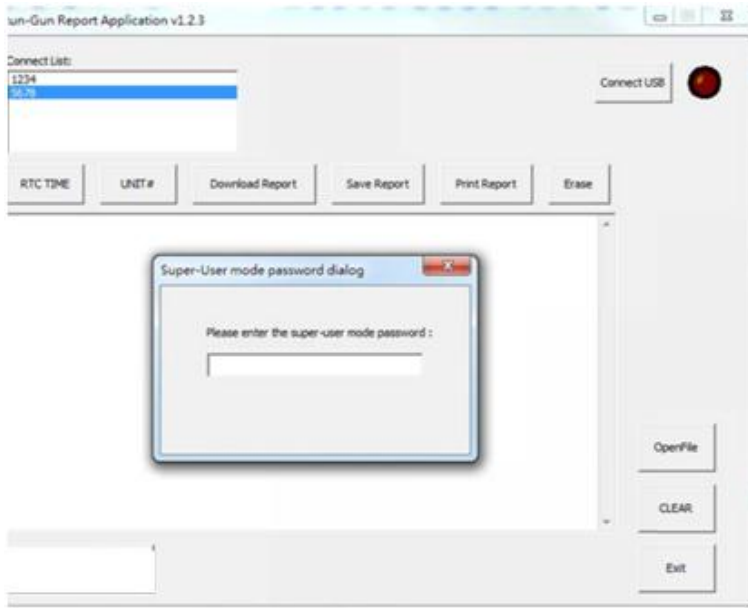 un-Gun Report Application v1.2.3
Connect List:
1234
5678
Connect USB
RTC TIME
UNIT#
Download Report
Save Report
Print Report
Erase
Super-User mode password dialog
Please enter the super-user mode password :
OpenFile
CLEAR
Exit